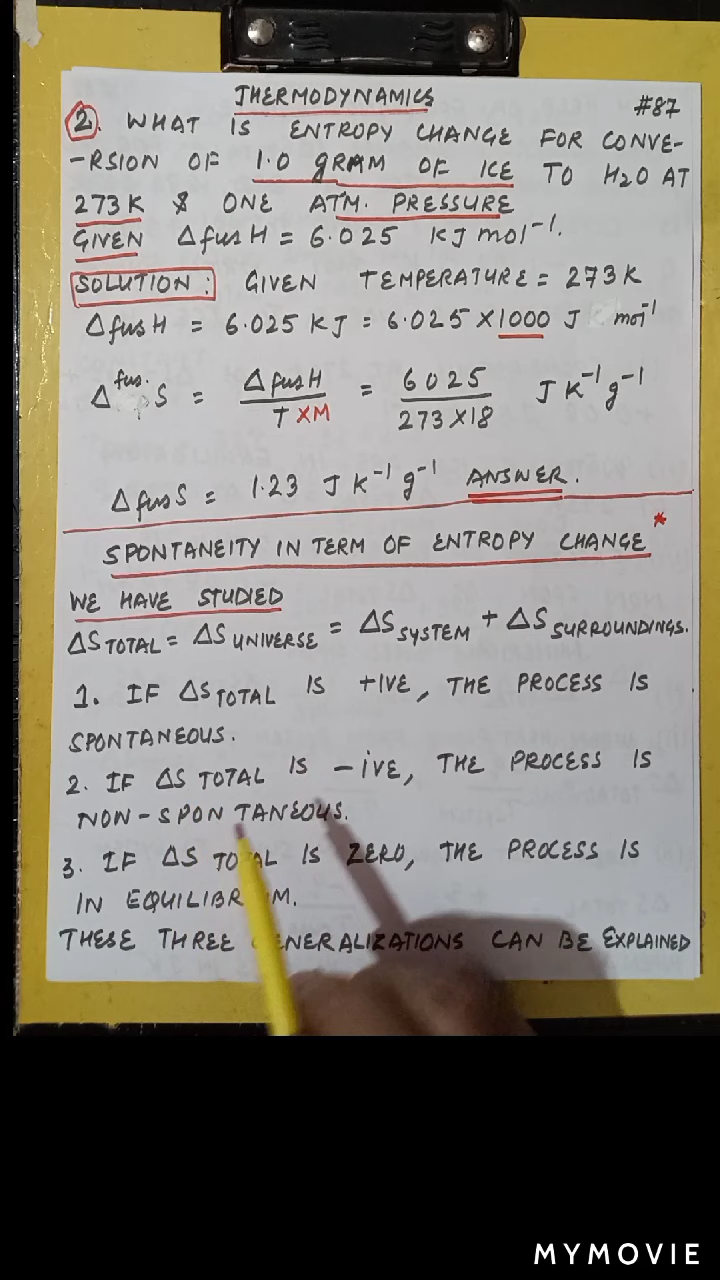 THERMODYNAMICS
#87
2. WHAT IS ENTROPY CHANGE FOR CONVE-
-RSION OF 1.0 gRAM OF ICE TO H2O AT
273K & ONE ATM. PRESSURE
GIVEN ΔfusH = 6.025 KJ mol⁻¹.
SOLUTION: GIVEN TEMPERATURE = 273K
ΔfusH = 6.025 KJ = 6.025 X 1000 J mol⁻¹
Δfus.S = ΔfusH / T XM = 6025 / 273 X 18 J K⁻¹ g⁻¹
ΔfusS = 1.23 J K⁻¹ g⁻¹ ANSWER.
SPONTANEITY IN TERM OF ENTROPY CHANGE *
WE HAVE STUDIED
ΔS TOTAL = ΔS UNIVERSE = ΔS SYSTEM + ΔS SURROUNDINGS.
1. IF ΔS TOTAL IS +IVE, THE PROCESS IS
SPONTANEOUS.
2. IF ΔS TOTAL IS -iVE, THE PROCESS IS
NON-SPONTANEOUS.
3. IF ΔS TOTAL IS ZERO, THE PROCESS IS
IN EQUILIBRIUM.
THESE THREE GENERALIZATIONS CAN BE EXPLAINED
MYMOVIE